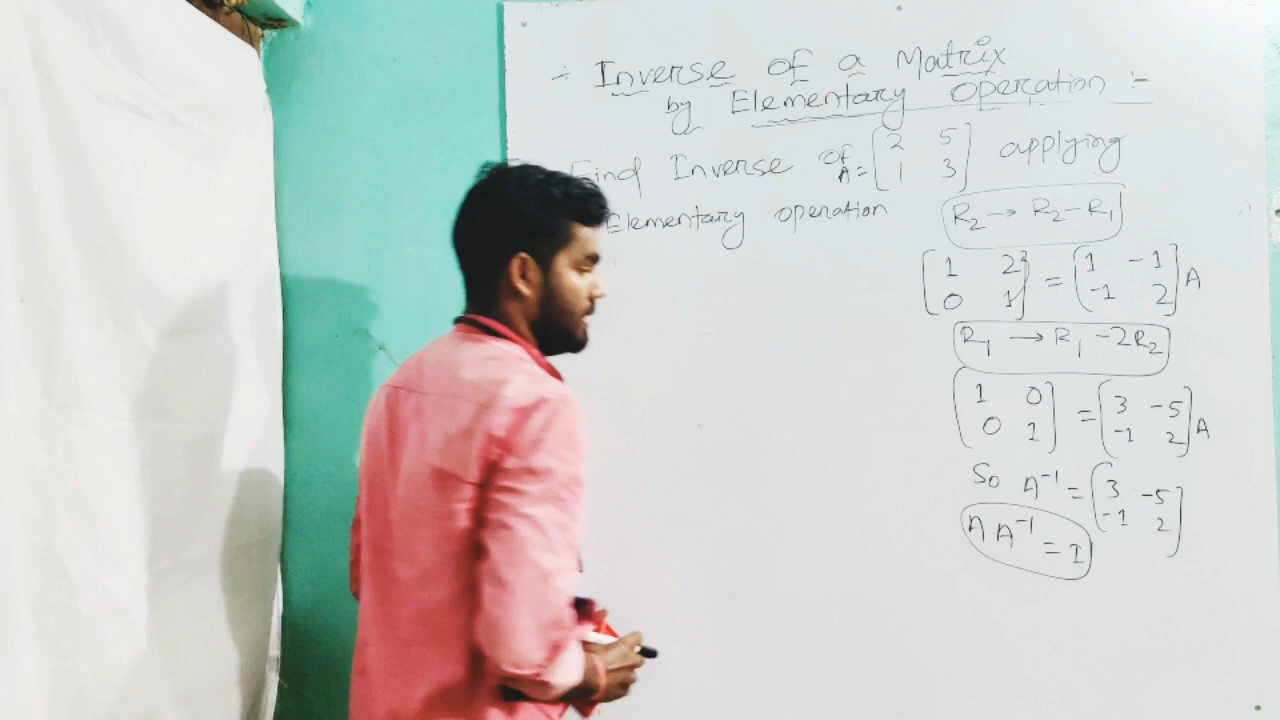 ÷ Inverse of a Matrix
by Elementary Operation :-
Find Inverse of A = [2 5
1 3] applying
Elementary operation
R₂ → R₂ - R₁
[1 2
0 1] = [1 -1
-1 2] A
R₁ → R₁ - 2R₂
[1 0
0 1] = [3 -5
-1 2] A
So A⁻¹ = [3 -5
-1 2]
A A⁻¹ = I